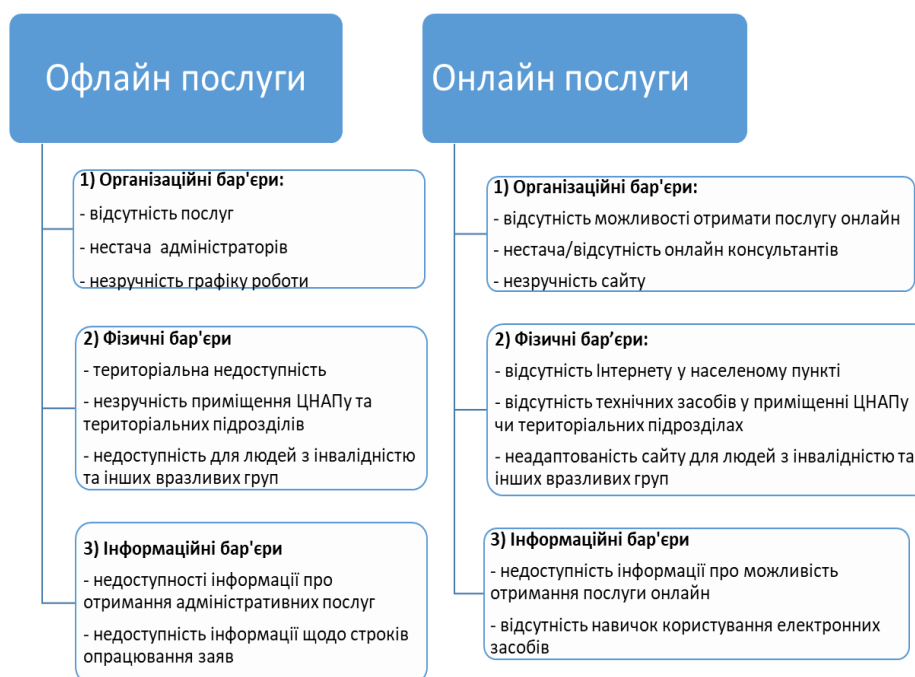 Офлайн послуги
1) Організаційні бар'єри:
- відсутність послуг
- нестача адміністраторів
- незручність графіку роботи
2) Фізичні бар'єри
- територіальна недоступність
- незручність приміщення ЦНАПу та
територіальних підрозділів
- недоступність для людей з інвалідністю
та інших вразливих груп
3) Інформаційні бар'єри
- недоступності інформації про
отримання адміністративних послуг
- недоступність інформації щодо строків
опрацювання заяв
Онлайн послуги
1) Організаційні бар'єри:
- відсутність можливості отримати послугу онлайн
- нестача/відсутність онлайн консультантів
- незручність сайту
2) Фізичні бар’єри:
- відсутність Інтернету у населеному пункті
- відсутність технічних засобів у приміщенні ЦНАПу
чи територіальних підрозділах
- неадаптованість сайту для людей з інвалідністю та
інших вразливих груп
3) Інформаційні бар'єри
- недоступність інформації про можливість
отримання послуги онлайн
- відсутність навичок користування електронних
засобів